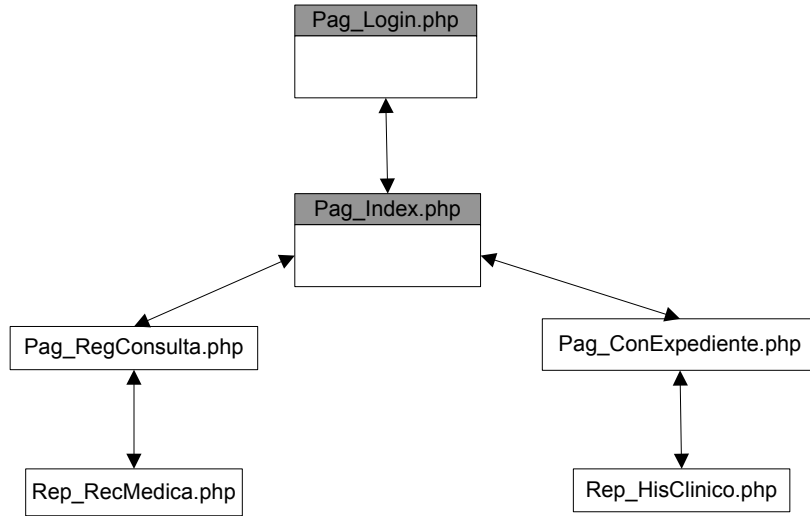 Pag_Login.php
Pag_Index.php
Pag_RegConsulta.php
Pag_ConExpediente.php
Rep_RecMedica.php
Rep_HisClinico.php